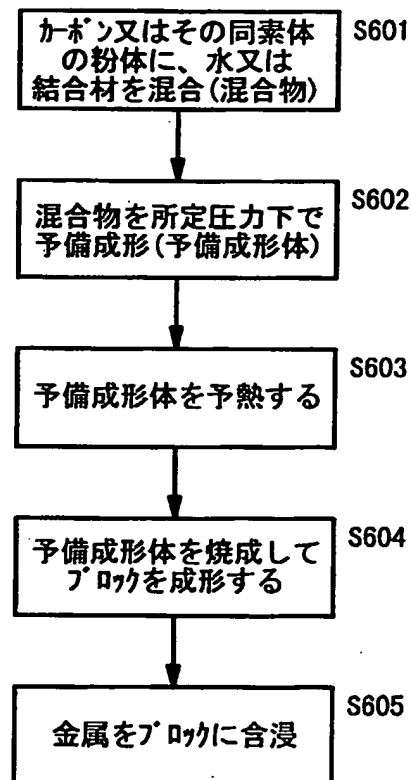 カーボン又はその同素体
の粉体に、水又は
結合材を混合(混合物)
S601
混合物を所定圧力下で
予備成形(予備成形体)
S602
予備成形体を予熱する
S603
予備成形体を焼成して
ブロックを成形する
S604
金属をブロックに含浸
S605